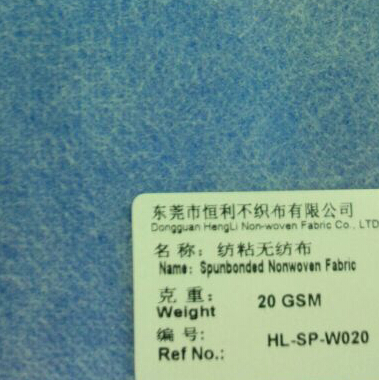 东莞市恒利不织布有限公司
Dongguan HengLi Non-woven Fabric Co., LTD
名 称: 纺粘无纺布
Name: Spunbonded Nonwoven Fabric
克 重:
Weight 20 GSM
编 号:
Ref No.: HL-SP-W020